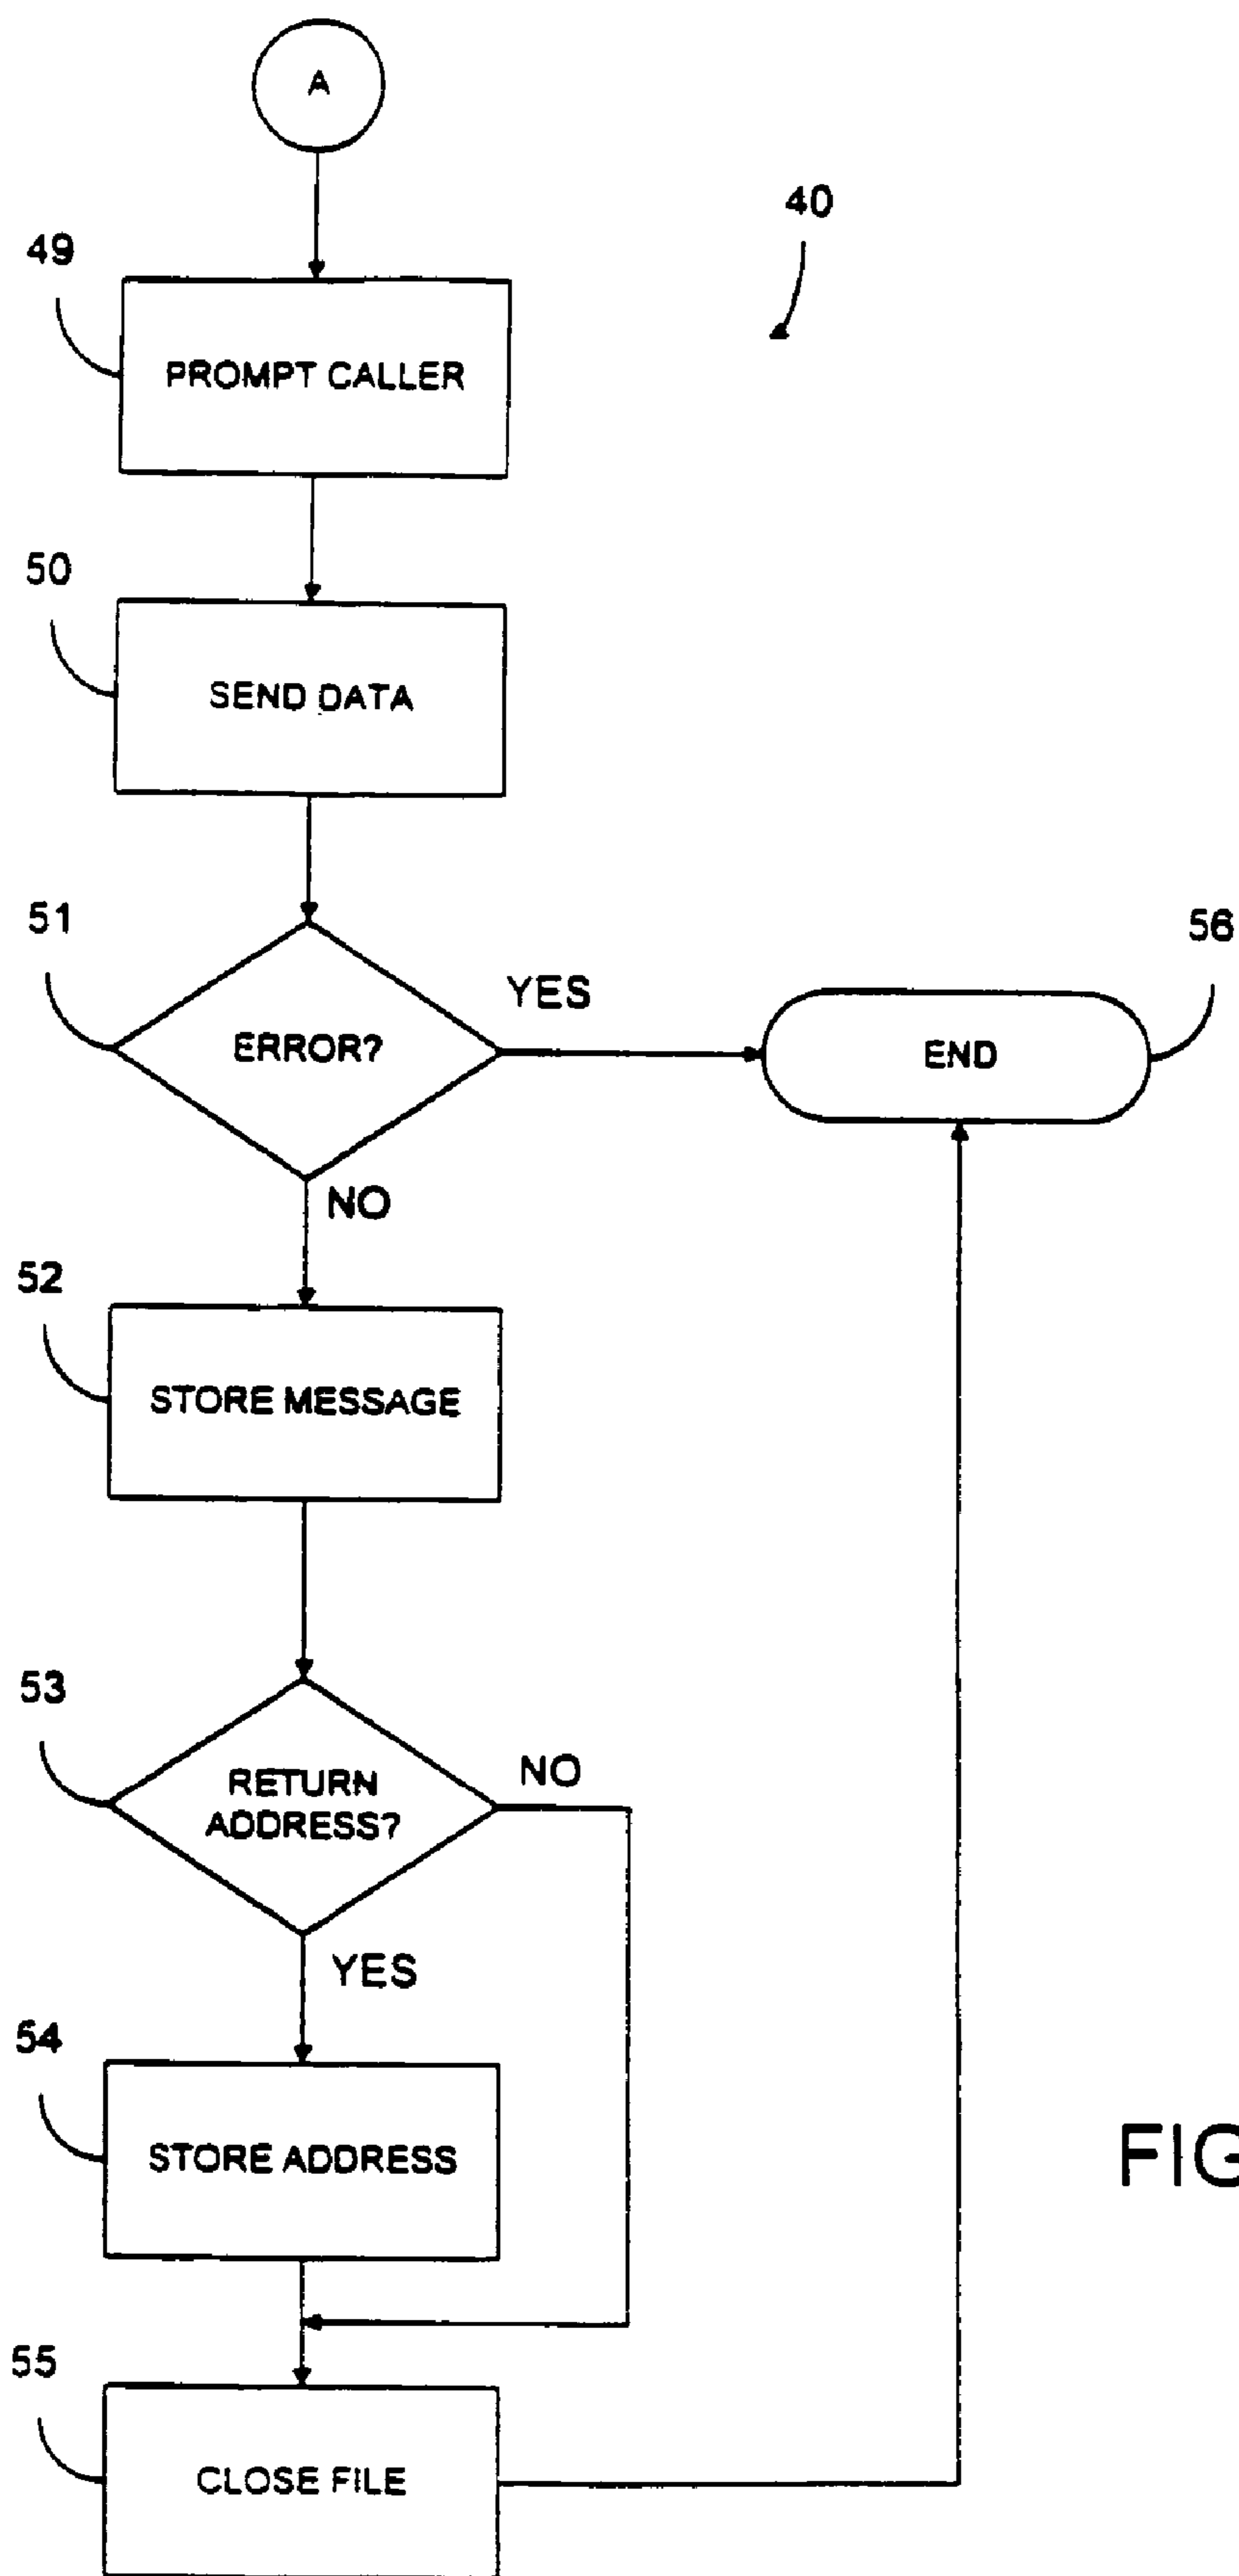 A
40
49
PROMPT CALLER
50
SEND DATA
51
ERROR?
YES
56
END
NO
52
STORE MESSAGE
53
RETURN
ADDRESS?
NO
YES
54
STORE ADDRESS
FIG
55
CLOSE FILE